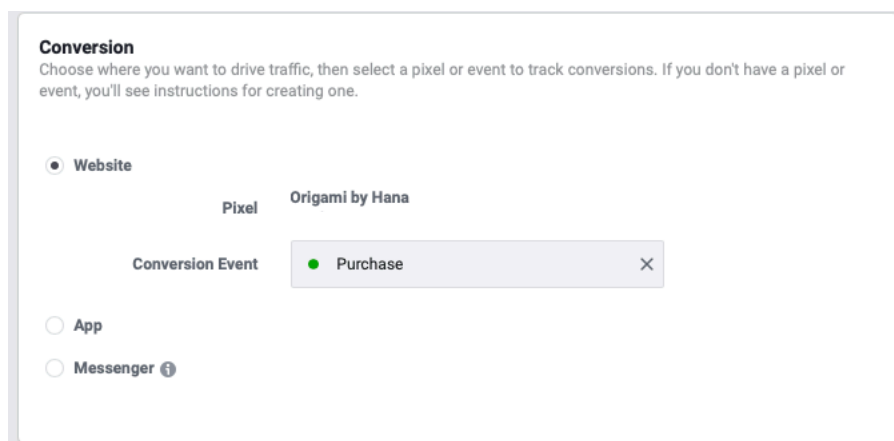 Conversion
Choose where you want to drive traffic, then select a pixel or event to track conversions. If you don't have a pixel or
event, you'll see instructions for creating one.
Website
Pixel Origami by Hana
Conversion Event Purchase
App
Messenger